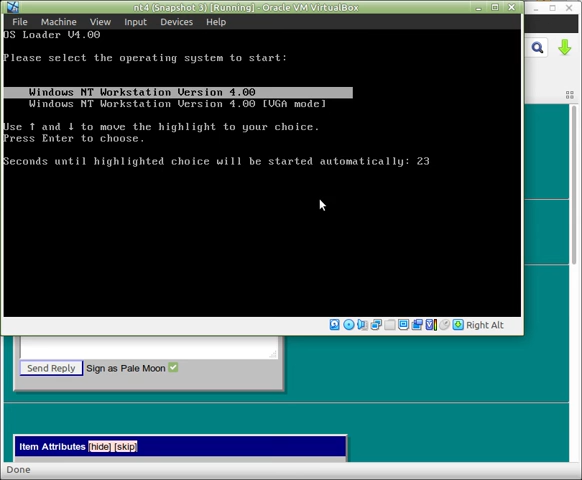 nt4 (Snapshot 3) [Running] - Oracle VM VirtualBox
File Machine View Input Devices Help
OS Loader V4.00
Please select the operating system to start:
Windows NT Workstation Version 4.00
Windows NT Workstation Version 4.00 [VGA mode]
Use ↑ and ↓ to move the highlight to your choice.
Press Enter to choose.
Seconds until highlighted choice will be started automatically: 23
Right Alt
Send Reply Sign as Pale Moon
Item Attributes [hide] [skip]
Done